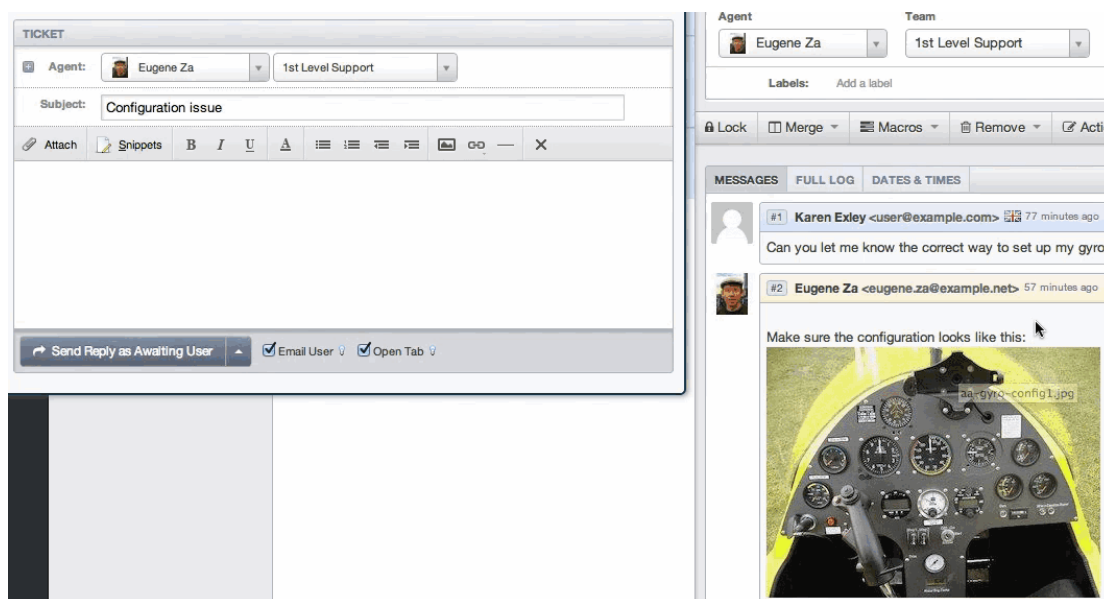 TICKET
Agent: Eugene Za 1st Level Support
Subject: Configuration issue
Attach Snippets B I U A
Send Reply as Awaiting User Email User Open Tab
Agent Team
Eugene Za 1st Level Support
Labels: Add a label
Lock Merge Macros Remove Acti
MESSAGES FULL LOG DATES & TIMES
#1 Karen Exley <user@example.com> 77 minutes ago
Can you let me know the correct way to set up my gyro
#2 Eugene Za <eugene.za@example.net> 57 minutes ago
Make sure the configuration looks like this:
aa-gyro-config1.jpg